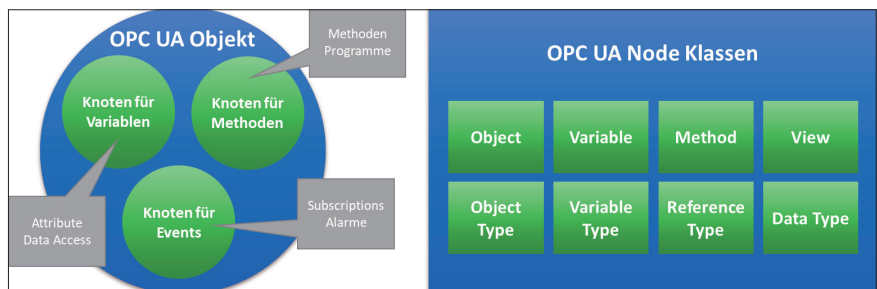 OPC UA Objekt
Methoden
Programme
Knoten für
Variablen
Knoten für
Methoden
Knoten für
Events
Attribute
Data Access
Subscriptions
Alarme
OPC UA Node Klassen
Object
Variable
Method
View
Object
Type
Variable
Type
Reference
Type
Data Type